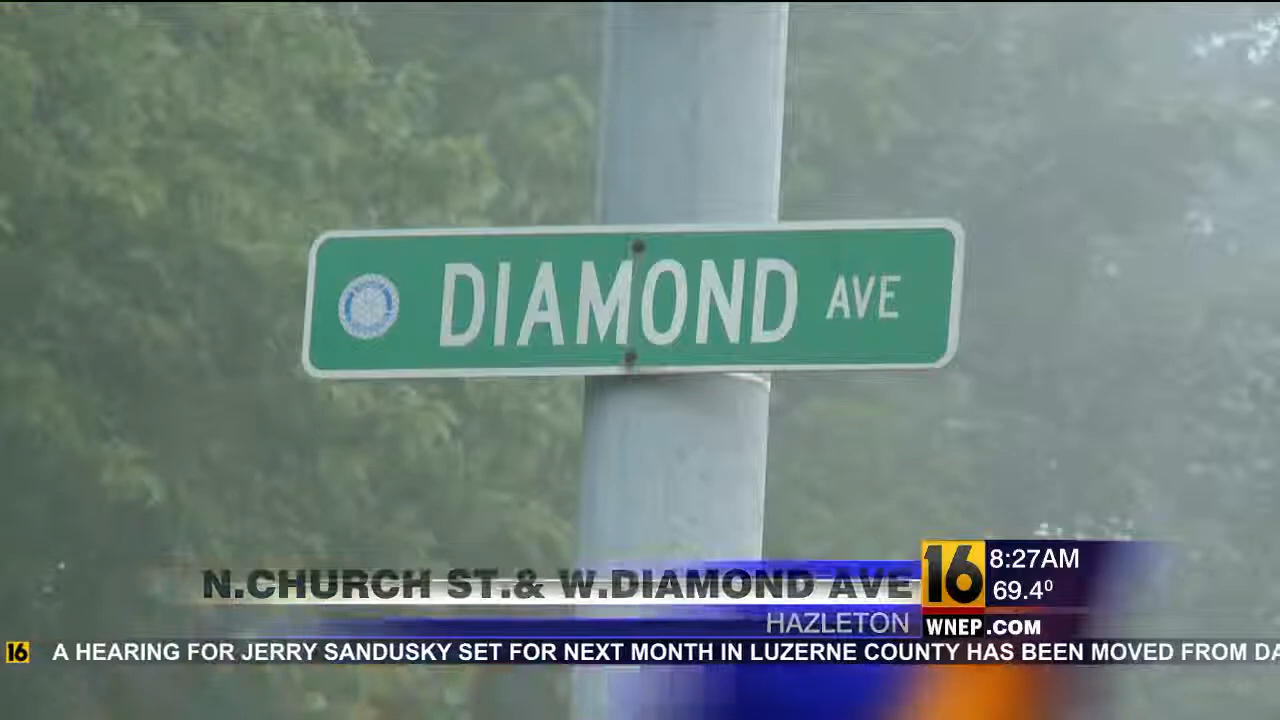 DIAMOND AVE
N.CHURCH ST.& W.DIAMOND AVE
HAZLETON
16
8:27AM
69.4⁰
WNEP.COM
16 A HEARING FOR JERRY SANDUSKY SET FOR NEXT MONTH IN LUZERNE COUNTY HAS BEEN MOVED FROM